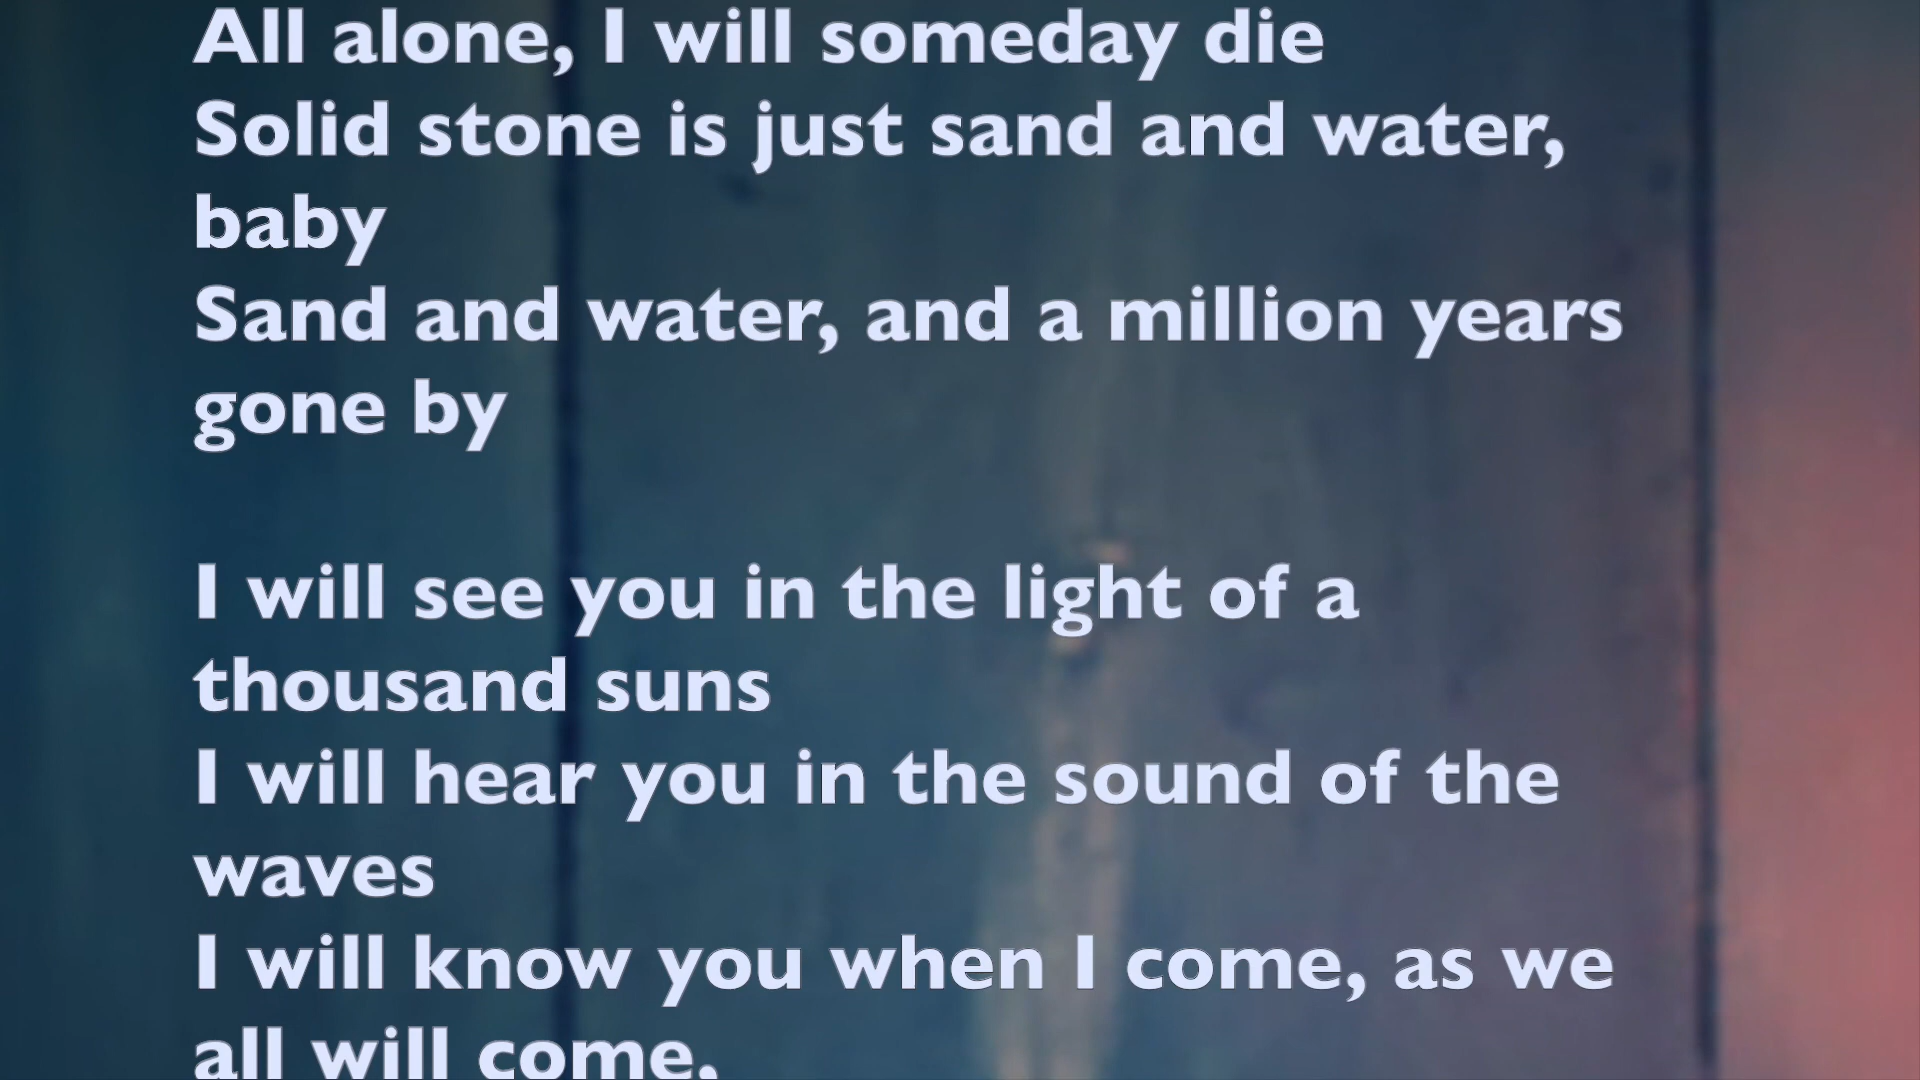 All alone, I will someday die
Solid stone is just sand and water,
baby
Sand and water, and a million years
gone by
I will see you in the light of a
thousand suns
I will hear you in the sound of the
waves
I will know you when I come, as we
all will come,